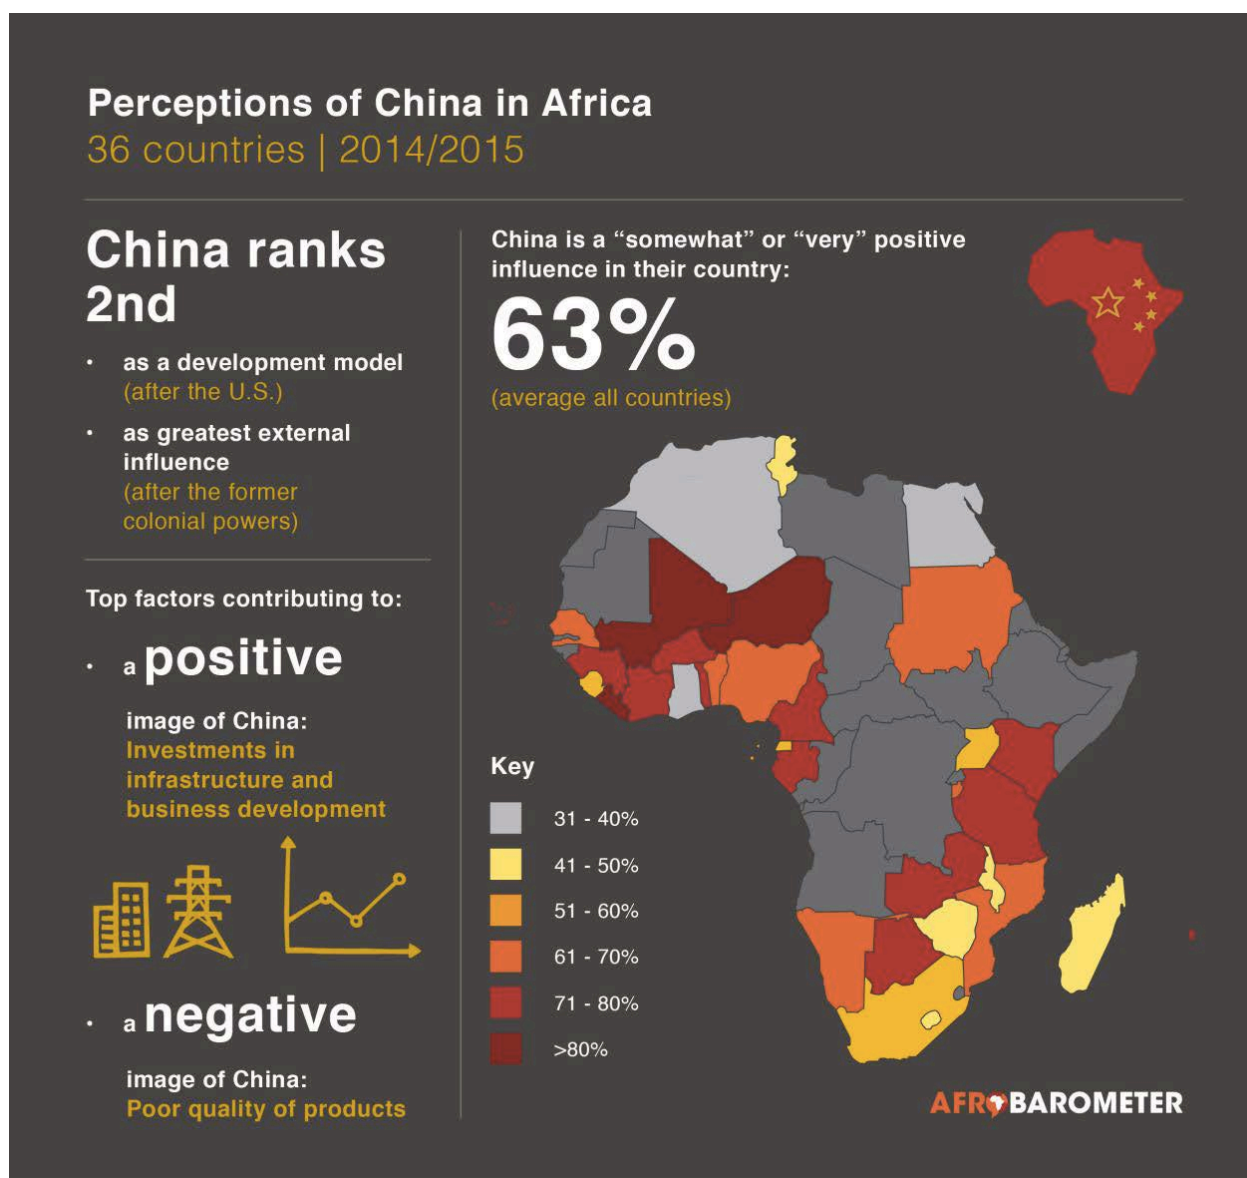 Perceptions of China in Africa
36 countries | 2014/2015
China ranks
2nd
• as a development model
(after the U.S.)
• as greatest external
influence
(after the former
colonial powers)
Top factors contributing to:
• a positive
image of China:
Investments in
infrastructure and
business development
• a negative
image of China:
Poor quality of products
China is a “somewhat” or “very” positive
influence in their country:
63%
(average all countries)
Key
31 - 40%
41 - 50%
51 - 60%
61 - 70%
71 - 80%
>80%
AFROBAROMETER